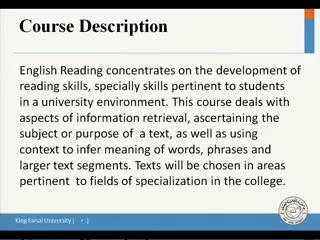 Course Description
English Reading concentrates on the development of
reading skills, specially skills pertinent to students
in a university environment. This course deals with
aspects of information retrieval, ascertaining the
subject or purpose of a text, as well as using
context to infer meaning of words, phrases and
larger text segments. Texts will be chosen in areas
pertinent to fields of specialization in the college.
King Faisal University [ • ]